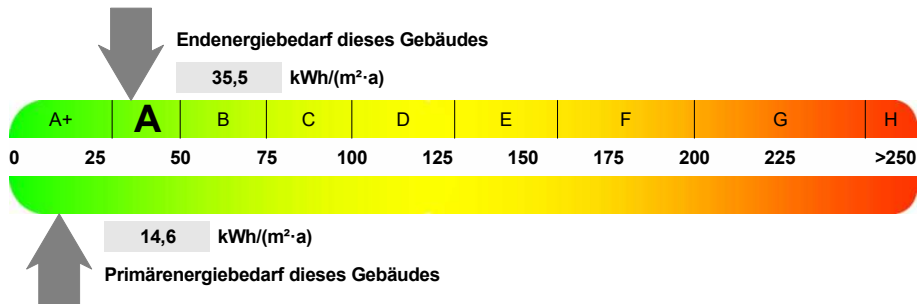 Endenergiebedarf dieses Gebäudes
35,5 kWh/(m²·a)
A+ A B C D E F G H
0 25 50 75 100 125 150 175 200 225 >250
14,6 kWh/(m²·a)
Primärenergiebedarf dieses Gebäudes